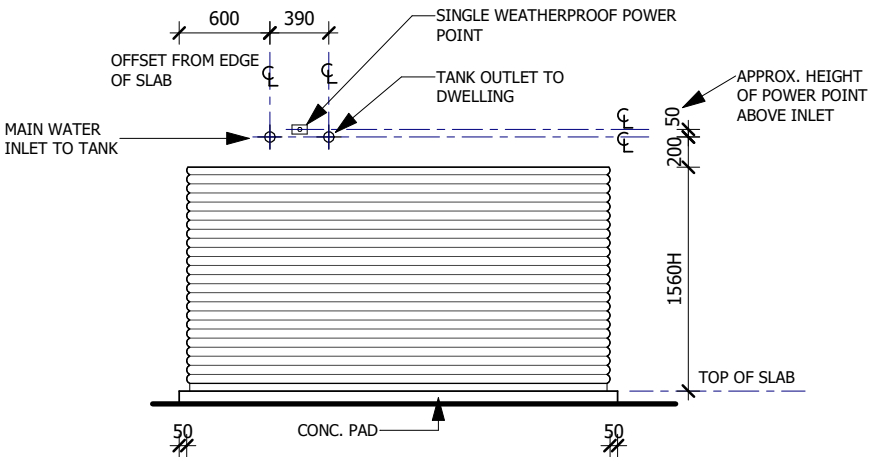 600
390
SINGLE WEATHERPROOF POWER
POINT
OFFSET FROM EDGE
OF SLAB
TANK OUTLET TO
DWELLING
APPROX. HEIGHT
OF POWER POINT
ABOVE INLET
MAIN WATER
INLET TO TANK
50
200
1560H
TOP OF SLAB
CONC. PAD
50
50